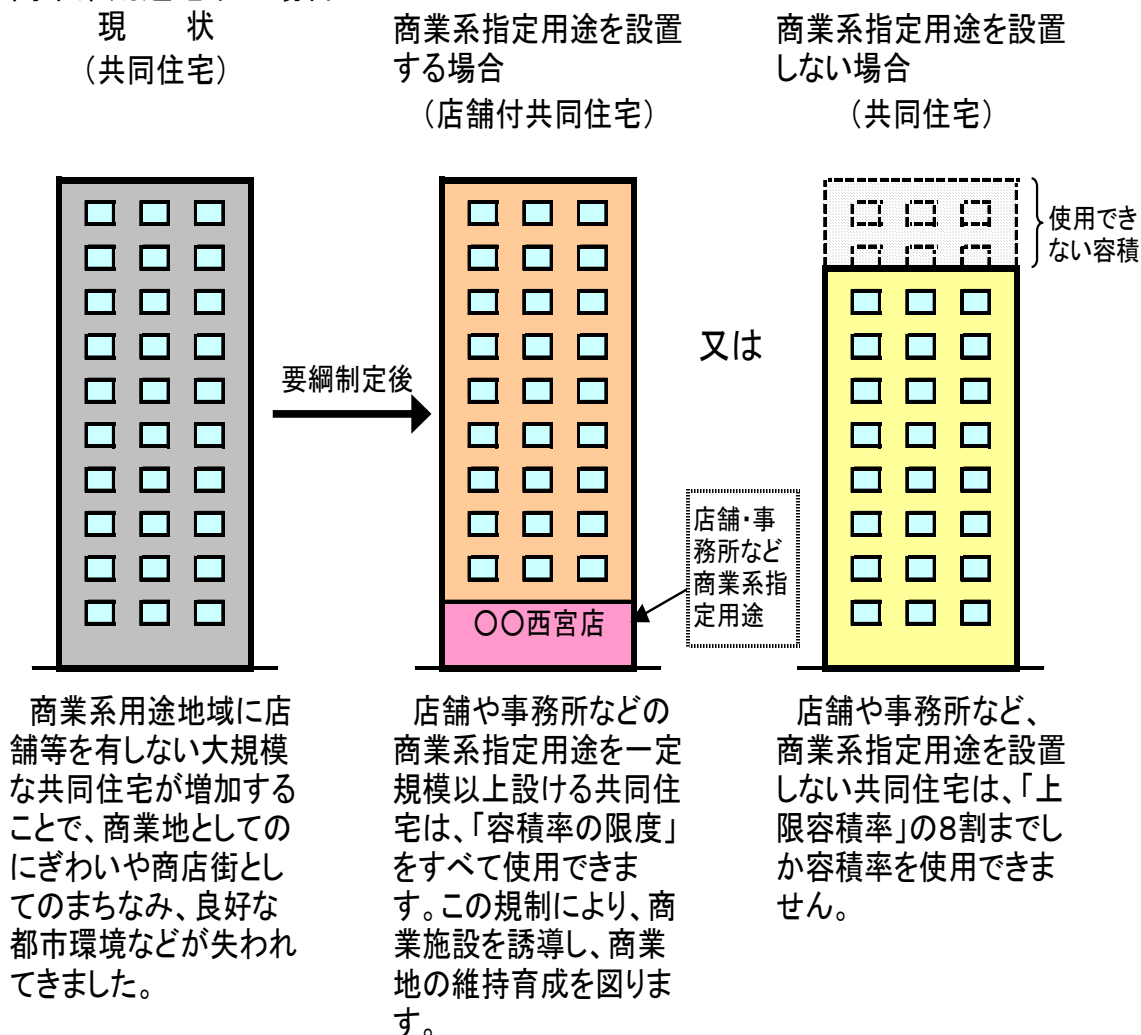 現　状
（共同住宅）
商業系指定用途を設置
する場合
（店舗付共同住宅）
商業系指定用途を設置
しない場合
（共同住宅）
使用でき
ない容積
要綱制定後
又は
店舗・事
務所など
商業系指
定用途
〇〇西宮店
商業系用途地域に店
舗等を有しない大規模
な共同住宅が増加する
ことで、商業地としての
にぎわいや商店街とし
てのまちなみ、良好な
都市環境などが失われ
てきました。
店舗や事務所などの
商業系指定用途を一定
規模以上設ける共同住
宅は、「容積率の限度」
をすべて使用できま
す。この規制により、商
業施設を誘導し、商業
地の維持育成を図りま
す。
店舗や事務所など、
商業系指定用途を設置
しない共同住宅は、「上
限容積率」の８割までし
か容積率を使用できま
せん。